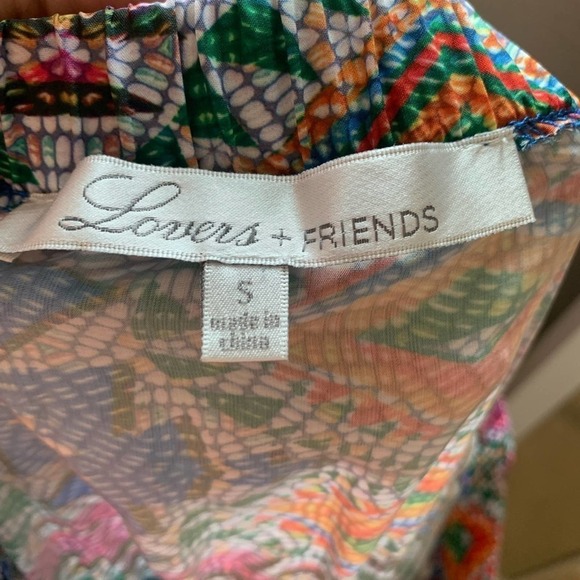 Lovers + FRIENDS
S
made in
china